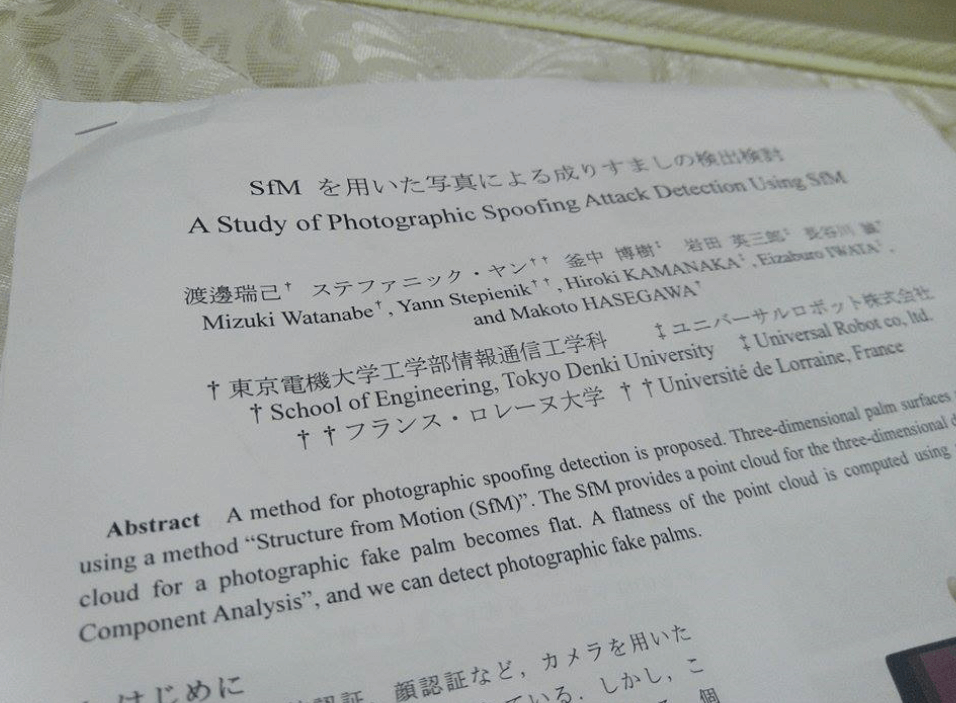 SfM を用いた写真による成りすましの検出検討
A Study of Photographic Spoofing Attack Detection Using SfM
渡邊瑞己† ステファニック・ヤン†† 釜中 博樹‡ 岩田 英三郎‡ 長谷川 誠†
Mizuki Watanabe†, Yann Stepienik††, Hiroki KAMANAKA‡, Eizaburo IWATA‡,
and Makoto HASEGAWA†
†東京電機大学工学部情報通信工学科 ‡ユニバーサルロボット株式会社
†School of Engineering, Tokyo Denki University ‡Universal Robot co, ltd.
††フランス・ロレーヌ大学 ††Université de Lorraine, France
Abstract A method for photographic spoofing detection is proposed. Three-dimensional palm surfaces
using a method “Structure from Motion (SfM)”. The SfM provides a point cloud for the three-dimensional
cloud for a photographic fake palm becomes flat. A flatness of the point cloud is computed using
Component Analysis”, and we can detect photographic fake palms.
はじめに
認証、顔認証など，カメラを用いた
ている．しかし，こ
個